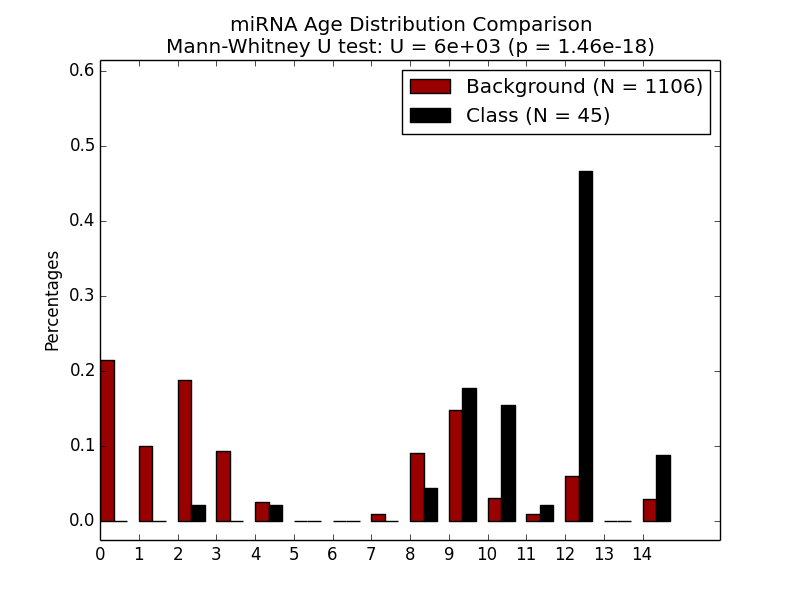 miRNA Age Distribution Comparison
Mann-Whitney U test: U = 6e+03 (p = 1.46e-18)
Background (N = 1106)
Class (N = 45)
Percentages
0.6
0.5
0.4
0.3
0.2
0.1
0.0
0 1 2 3 4 5 6 7 8 9 10 11 12 13 14